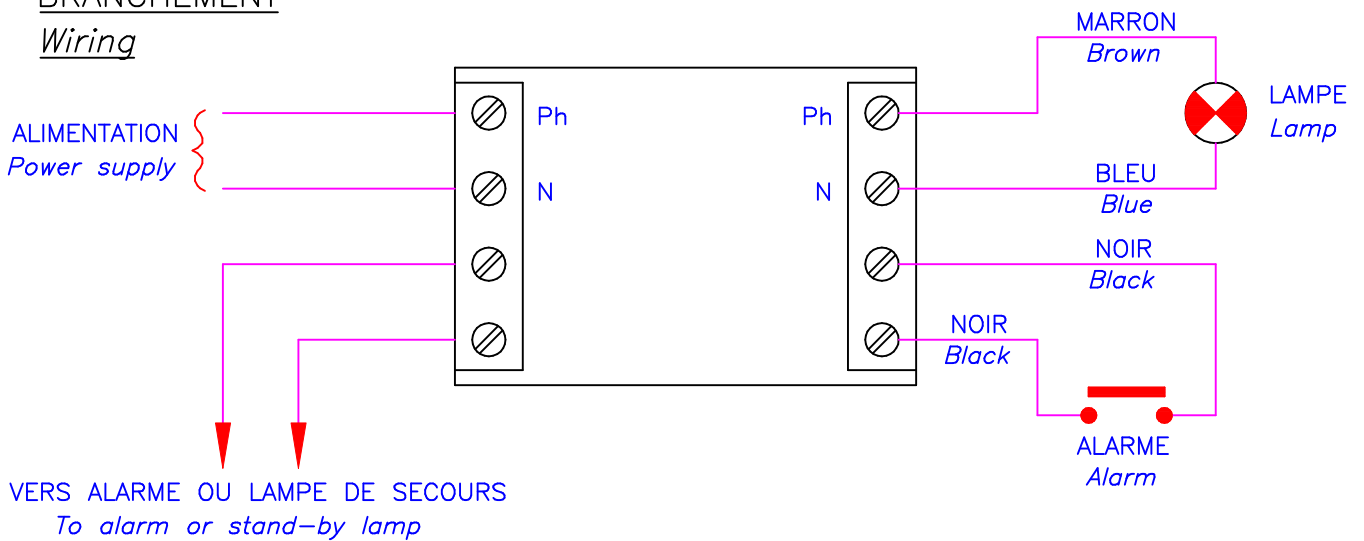 BRANCHEMENT
Wiring
MARRON
Brown
LAMPE
Lamp
Ph
Ph
ALIMENTATION
Power supply
N
N
BLEU
Blue
NOIR
Black
NOIR
Black
ALARME
Alarm
VERS ALARME OU LAMPE DE SECOURS
To alarm or stand-by lamp